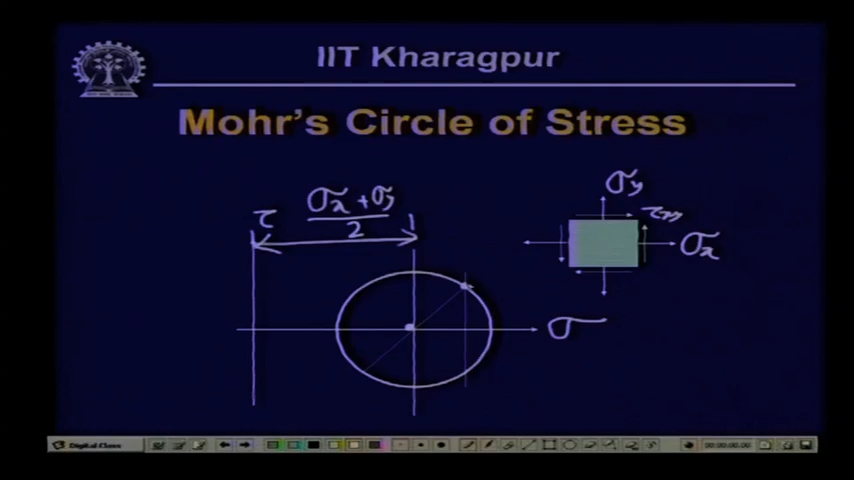 IIT Kharagpur
Mohr's Circle of Stress
σy
τ
σx + σy
2
τxy
σx
σ
Digital Class
00:00:00.00